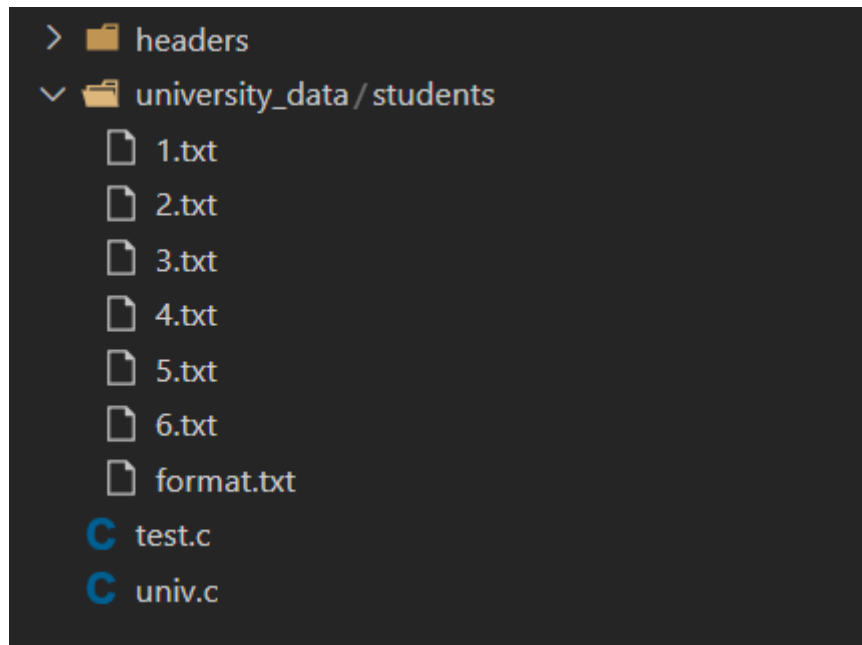 headers
university_data/students
1.txt
2.txt
3.txt
4.txt
5.txt
6.txt
format.txt
C test.c
C univ.c